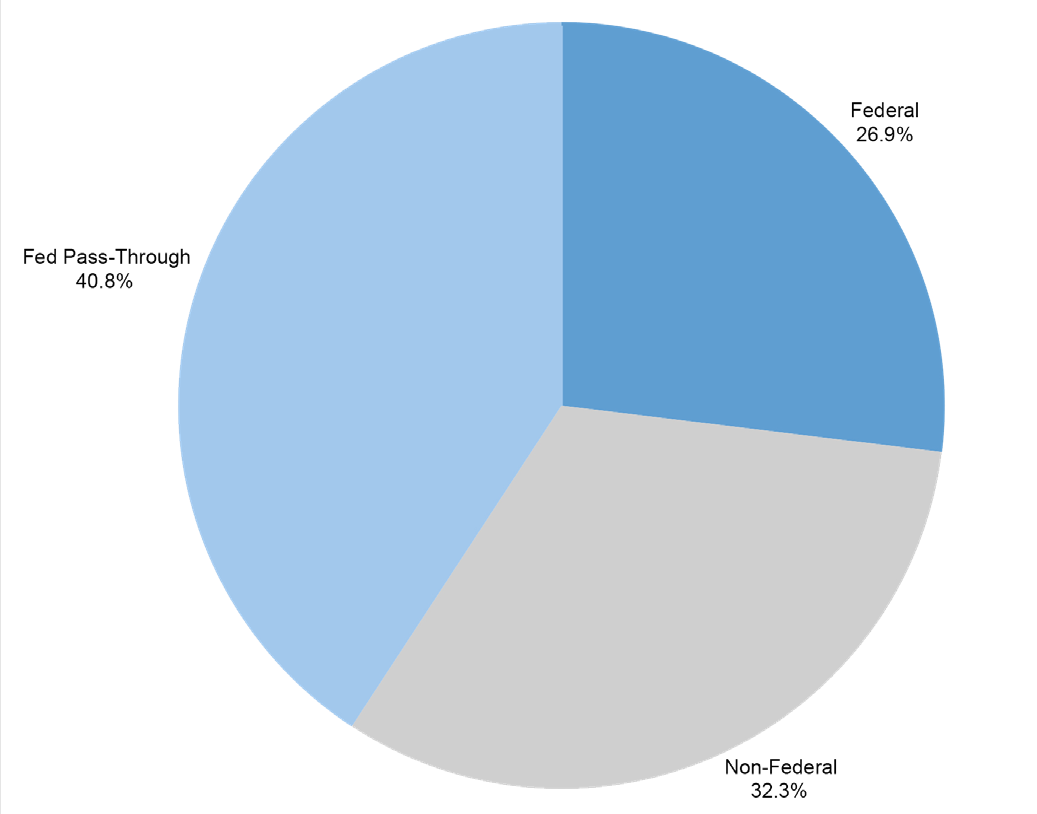 Federal
26.9%
Fed Pass-Through
40.8%
Non-Federal
32.3%